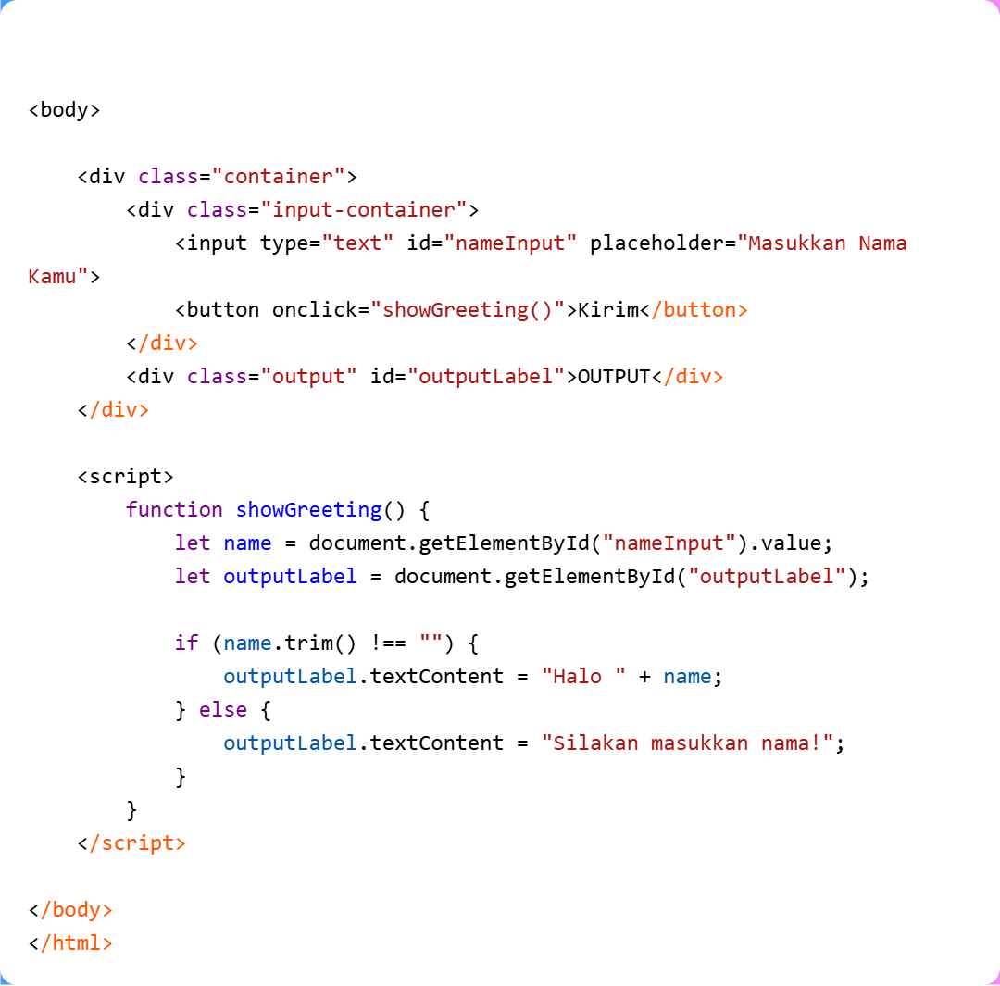 <body>
<div class="container">
<div class="input-container">
<input type="text" id="nameInput" placeholder="Masukkan Nama
Kamu">
<button onclick="showGreeting()">Kirim</button>
</div>
<div class="output" id="outputLabel">OUTPUT</div>
</div>
<script>
function showGreeting() {
let name = document.getElementById("nameInput").value;
let outputLabel = document.getElementById("outputLabel");
if (name.trim() !== "") {
outputLabel.textContent = "Halo " + name;
} else {
outputLabel.textContent = "Silakan masukkan nama!";
}
}
</script>
</body>
</html>